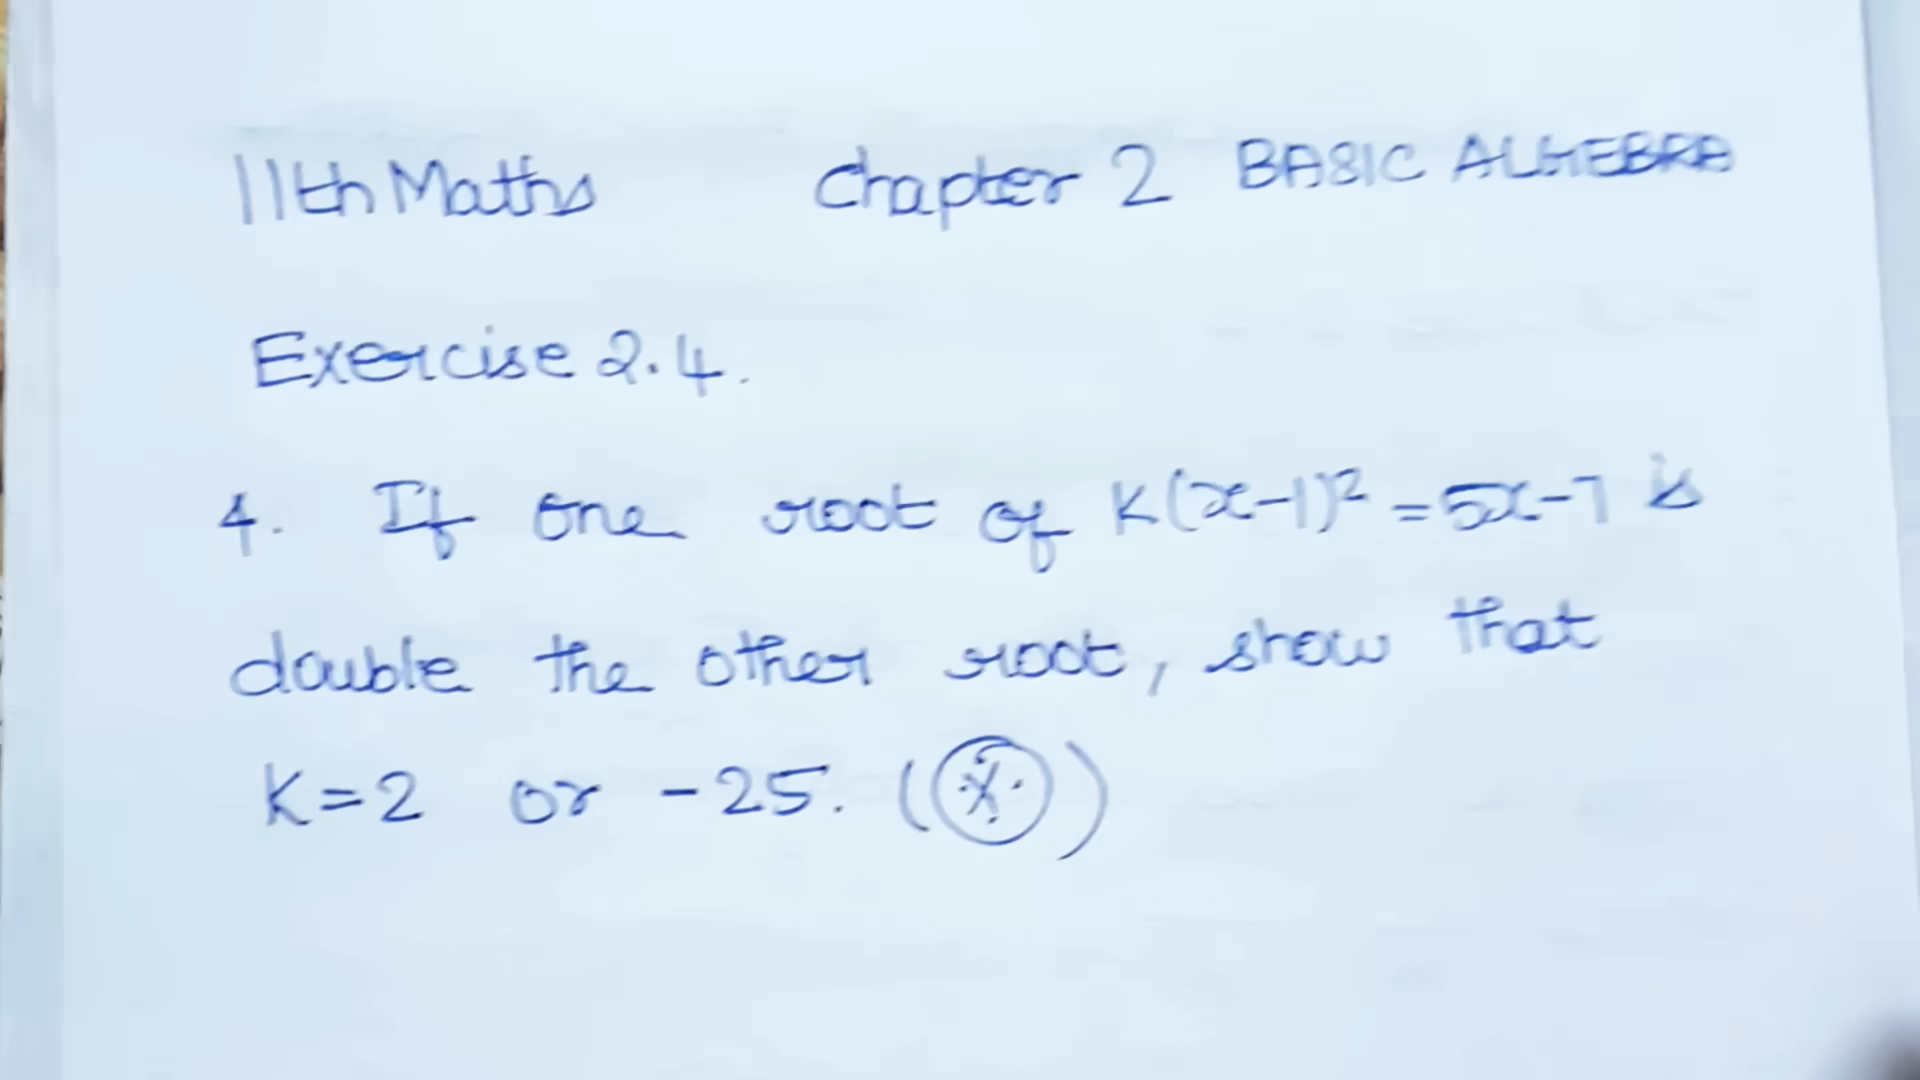 11th Maths Chapter 2 BASIC ALGEBRA
Exercise 2.4.
4. If one root of K(x-1)² = 5x-7 is
double the other root, show that
K=2 or -25. (X)